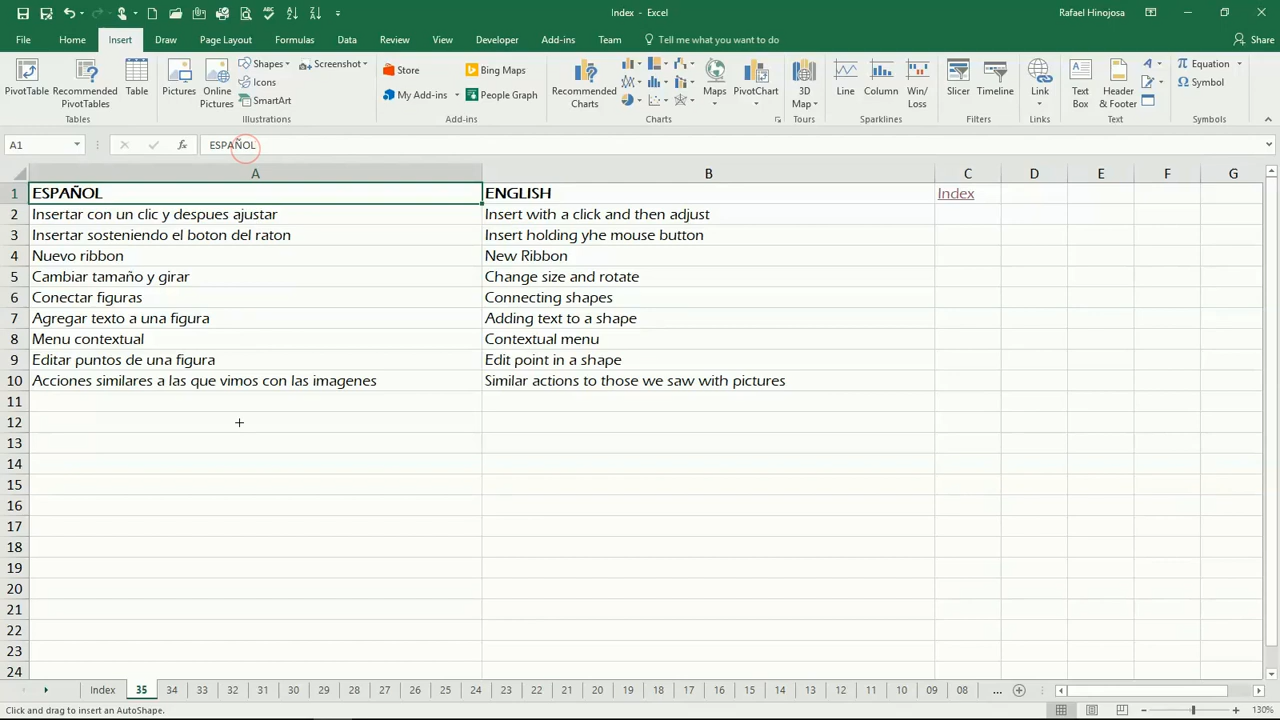 Index - Excel
Rafael Hinojosa
File Home Insert Draw Page Layout Formulas Data Review View Developer Add-ins Team Tell me what you want to do Share
PivotTable
Recommended PivotTables
Table
Tables
Pictures
Online Pictures
Shapes
Icons
SmartArt
Screenshot
Illustrations
Store
My Add-ins
Bing Maps
People Graph
Add-ins
Recommended Charts
Maps
PivotChart
Charts
3D Map
Tours
Line
Column
Win/Loss
Sparklines
Slicer
Timeline
Filters
Link
Links
Text Box
Header & Footer
Text
Equation
Symbol
Symbols
A1 fx ESPAÑOL
A B C D E F G
1 ESPAÑOL ENGLISH Index
2 Insertar con un clic y despues ajustar Insert with a click and then adjust
3 Insertar sosteniendo el boton del raton Insert holding yhe mouse button
4 Nuevo ribbon New Ribbon
5 Cambiar tamaño y girar Change size and rotate
6 Conectar figuras Connecting shapes
7 Agregar texto a una figura Adding text to a shape
8 Menu contextual Contextual menu
9 Editar puntos de una figura Edit point in a shape
10 Acciones similares a las que vimos con las imagenes Similar actions to those we saw with pictures
11
12
13
14
15
16
17
18
19
20
21
22
23
24
Index 35 34 33 32 31 30 29 28 27 26 25 24 23 22 21 20 19 18 17 16 15 14 13 12 11 10 09 08 ...
Click and drag to insert an AutoShape. 130%